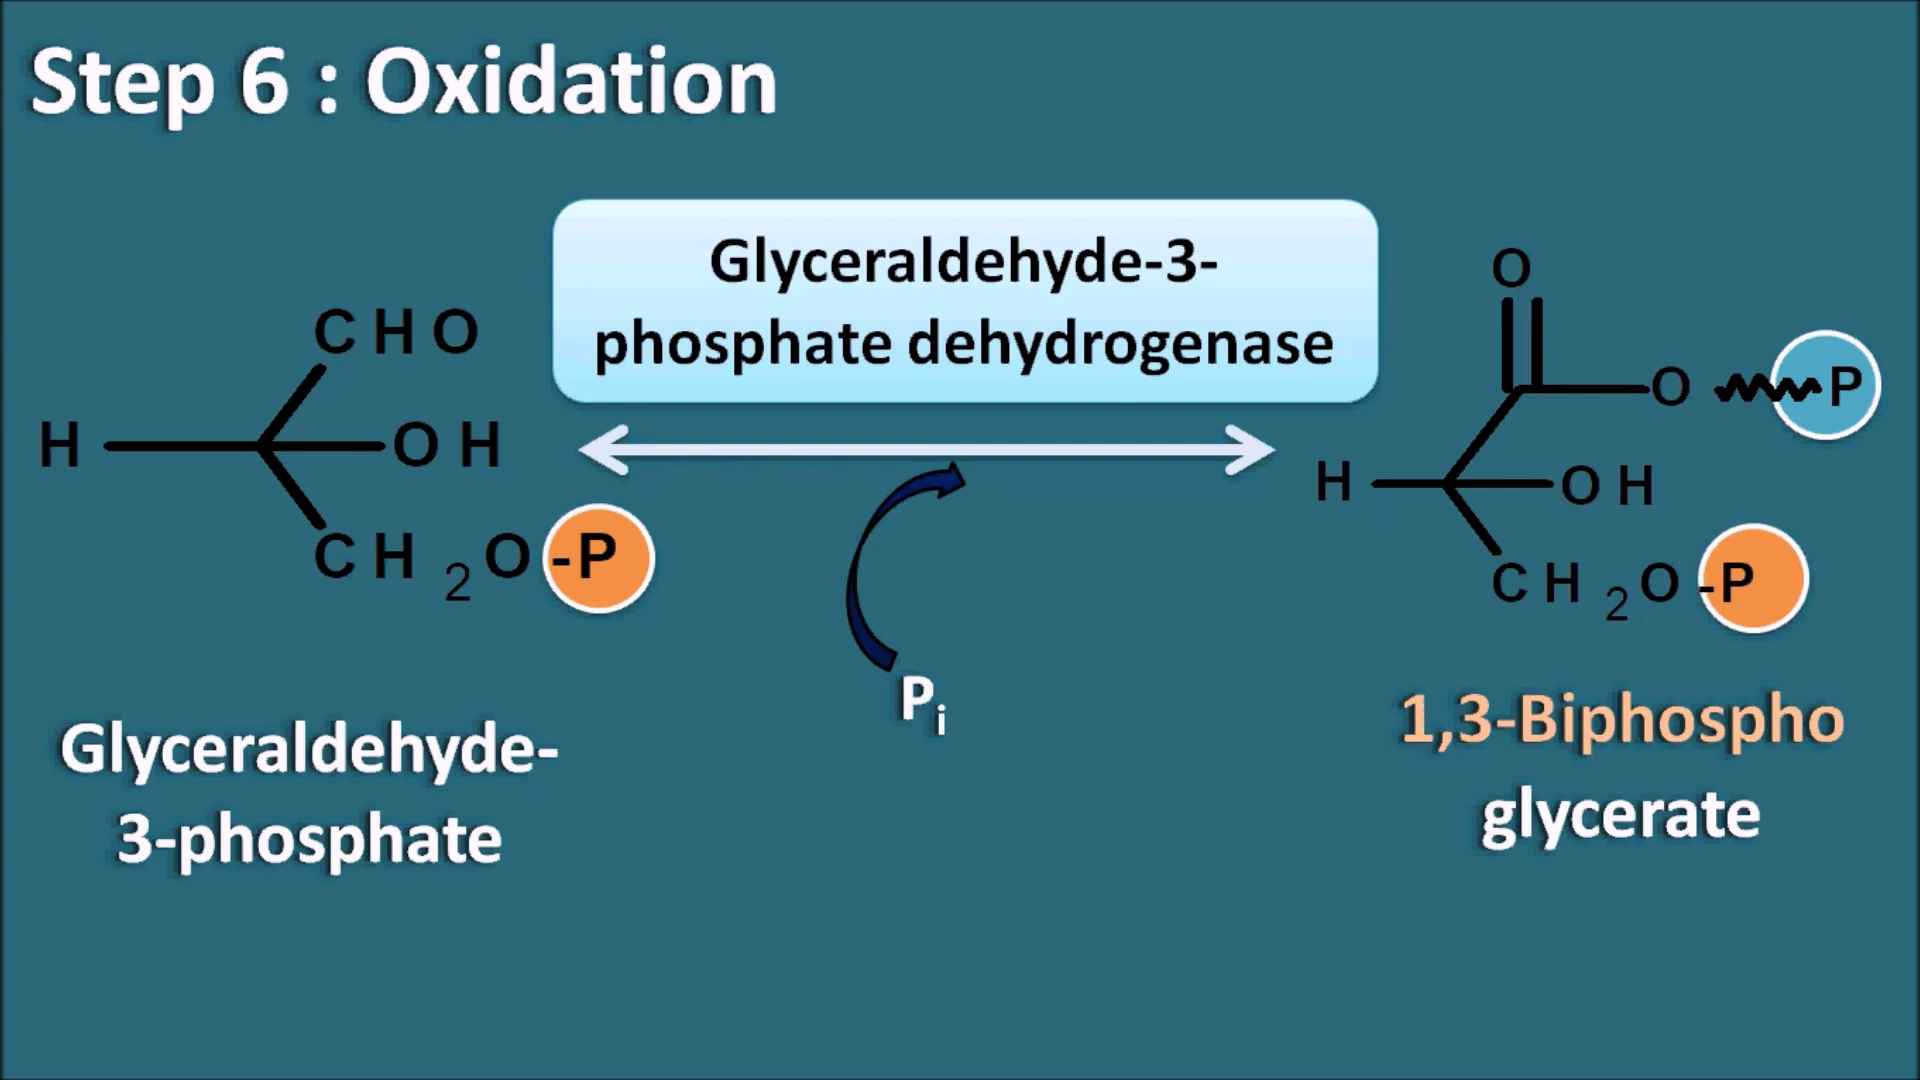 Step 6 : Oxidation
Glyceraldehyde-3-
phosphate dehydrogenase
CHO
H OH
CH2O-P
Pi
O
O P
H OH
CH2O-P
Glyceraldehyde-
3-phosphate
1,3-Biphospho
glycerate